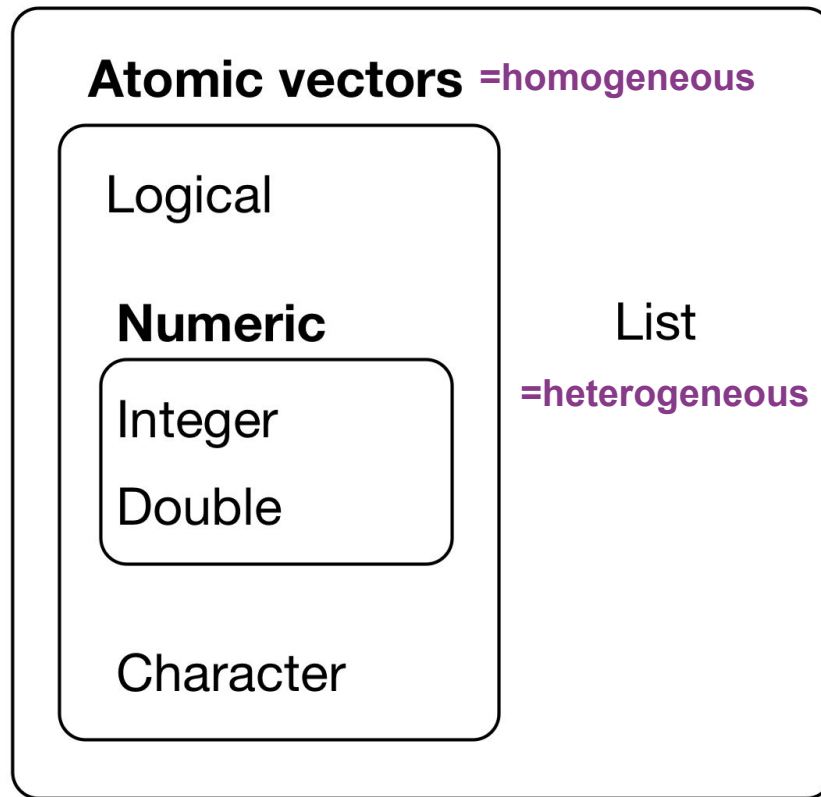 Atomic vectors =homogeneous
Logical
Numeric
Integer
Double
Character
List
=heterogeneous